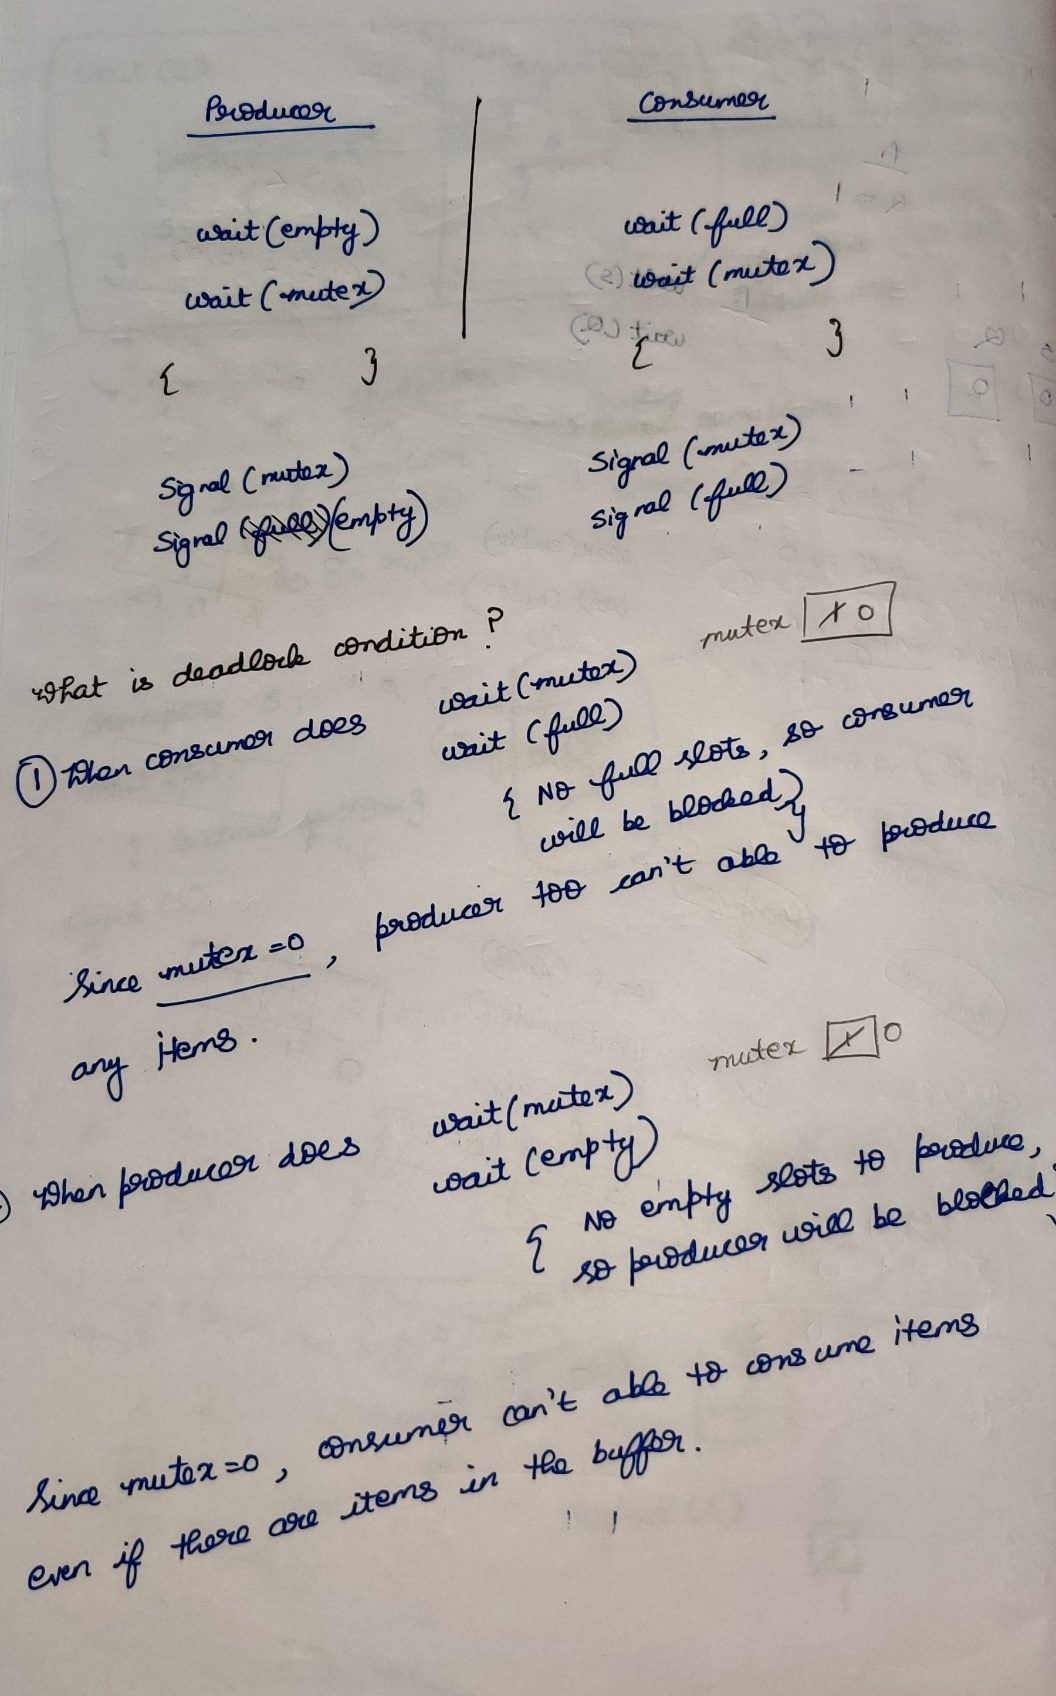 Producer
Consumer
wait (empty)
wait (full)
wait (mutex)
wait (mutex)
{ }
{ }
Signal (mutex)
Signal (mutex)
Signal (empty)
Signal (full)
What is deadlock condition ?
mutex 1 0
① When consumer does wait (mutex)
wait (full)
{ No full slots, so consumer
will be blocked }
Since mutex =0 , producer too can't able to produce
any items.
mutex 1 0
When producer does wait (mutex)
wait (empty)
{ No empty slots to produce,
so producer will be blocked
Since mutex=0 , consumer can't able to consume items
even if there are items in the buffer.